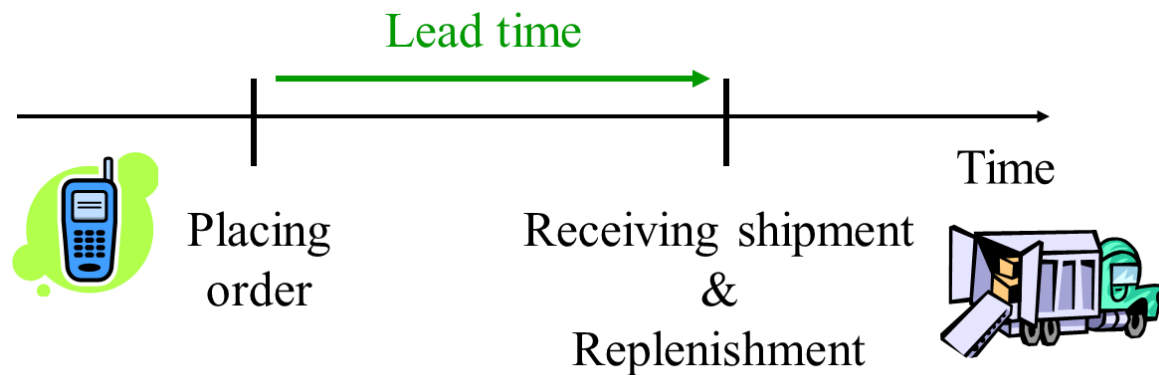 Lead time
Time
Placing
order
Receiving shipment
&
Replenishment